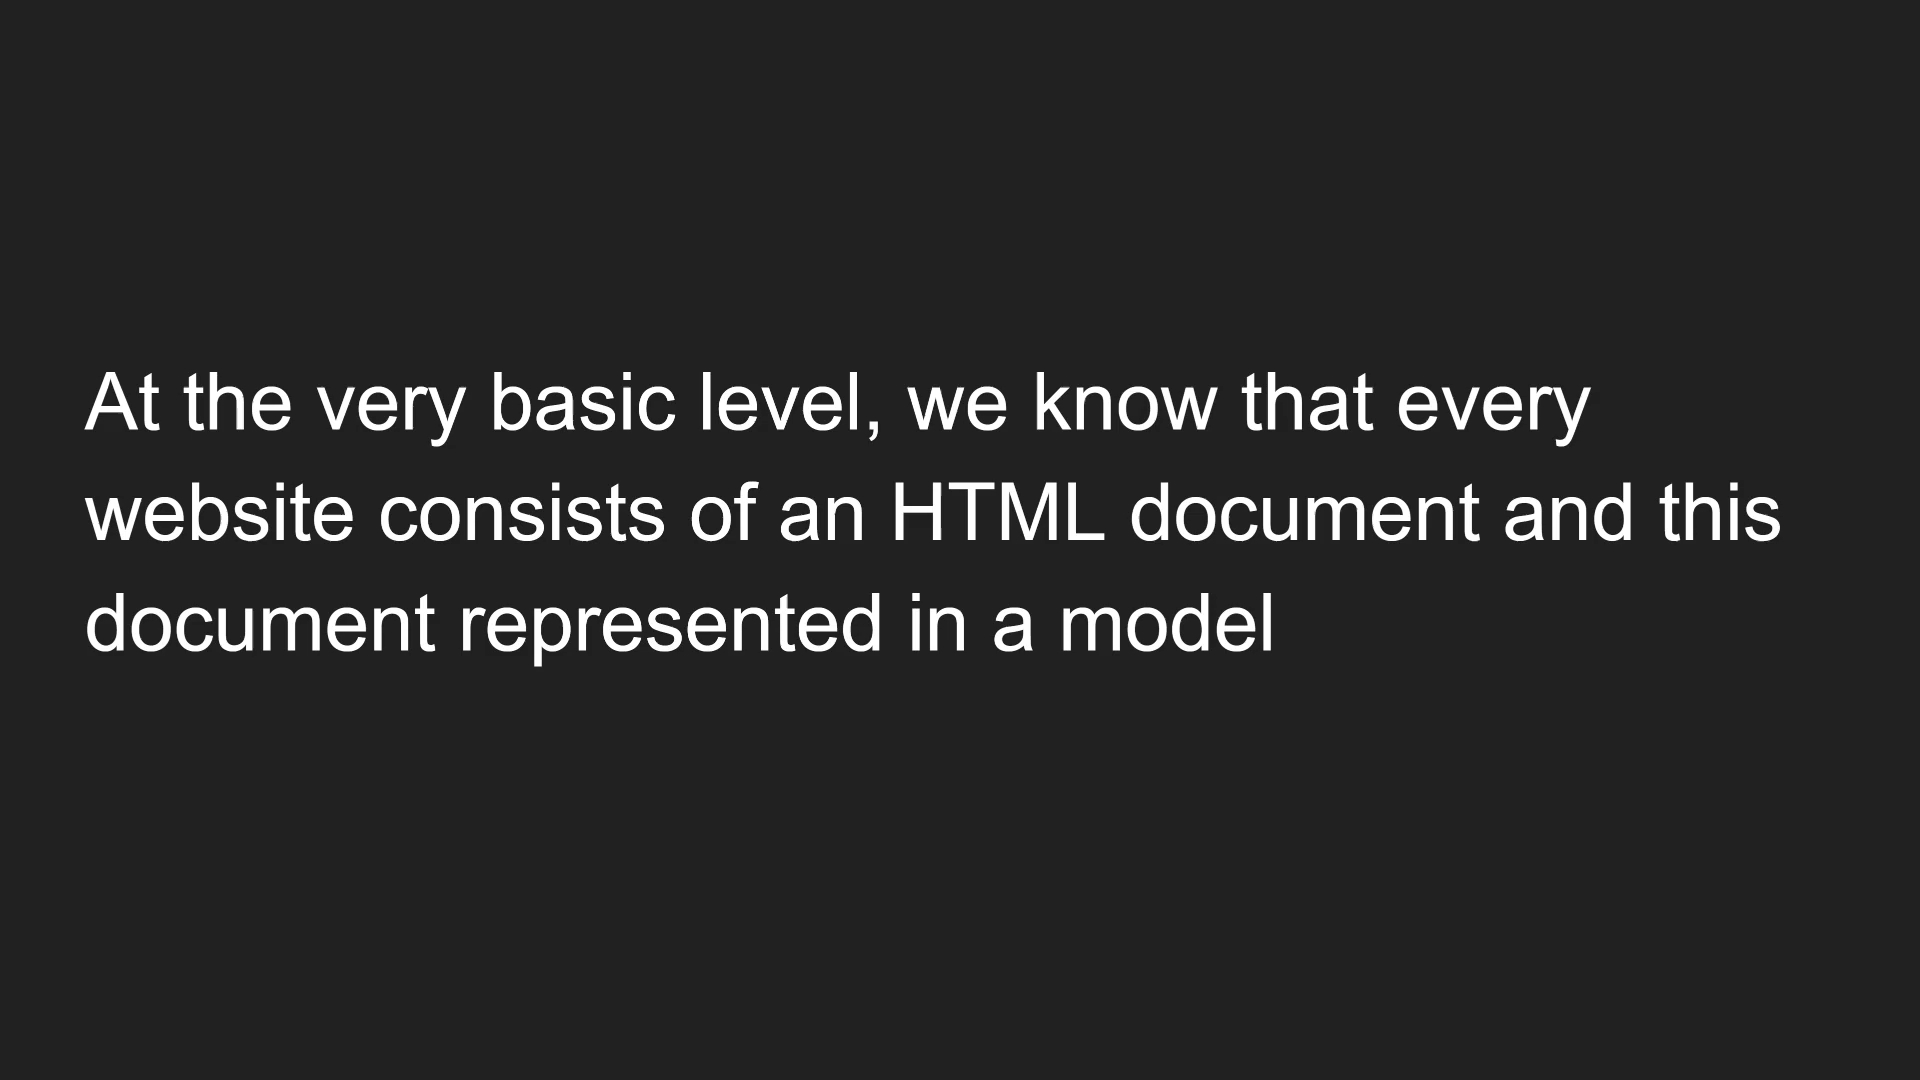 At the very basic level, we know that every
website consists of an HTML document and this
document represented in a model